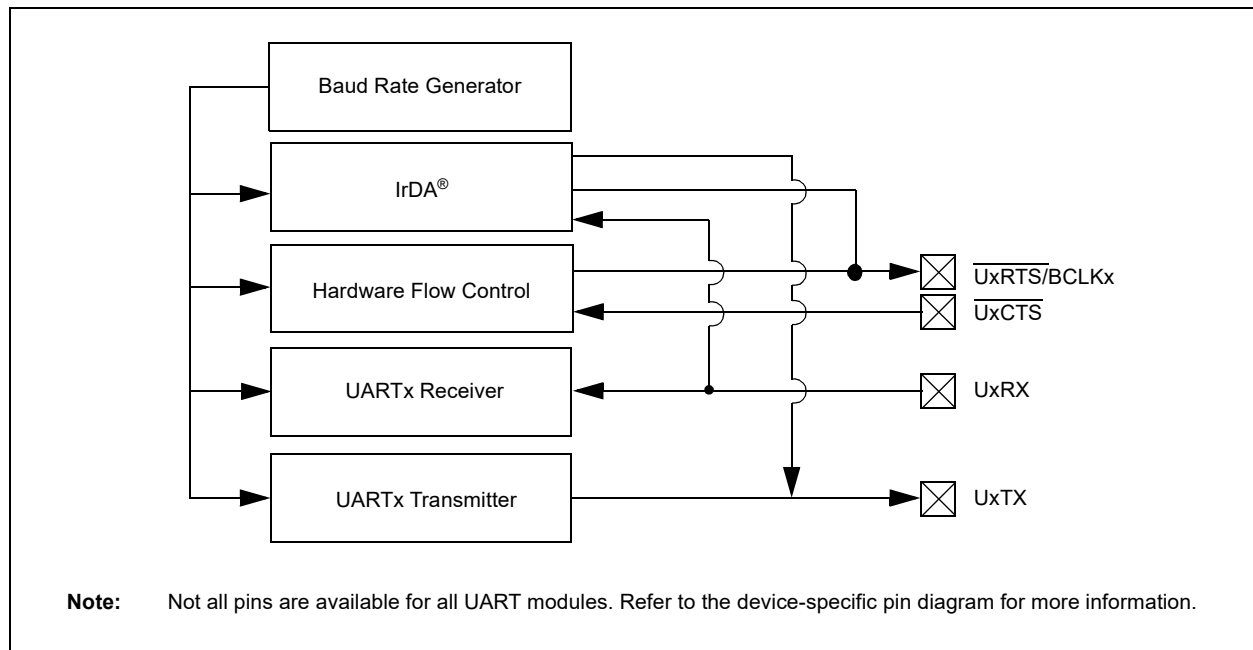 Baud Rate Generator
IrDA®
Hardware Flow Control
UxRTS/BCLKx
UxCTS
UARTx Receiver
UxRX
UARTx Transmitter
UxTX
Note: Not all pins are available for all UART modules. Refer to the device-specific pin diagram for more information.